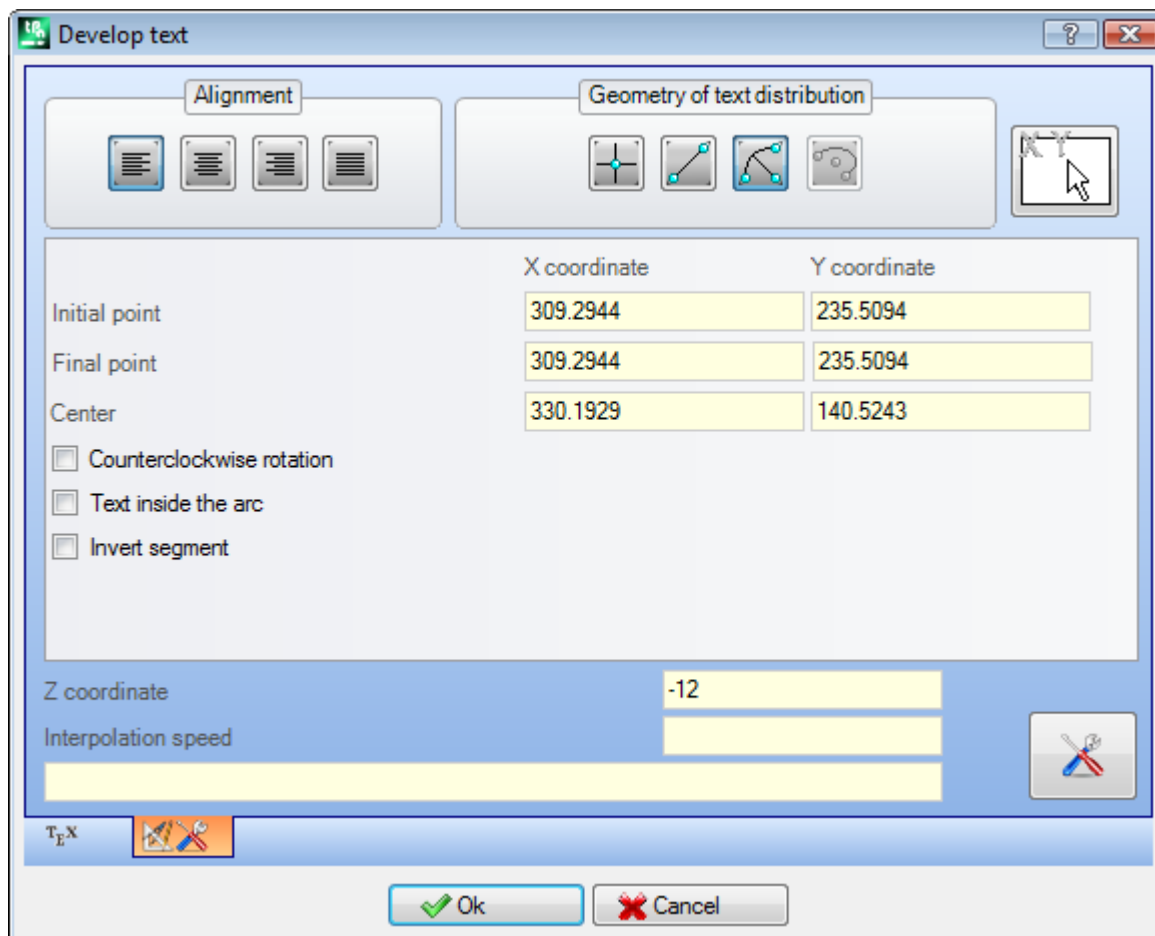 Develop text
Alignment
Geometry of text distribution
X Y
X coordinate Y coordinate
Initial point 309.2944 235.5094
Final point 309.2944 235.5094
Center 330.1929 140.5243
Counterclockwise rotation
Text inside the arc
Invert segment
Z coordinate -12
Interpolation speed
TEX
Ok Cancel